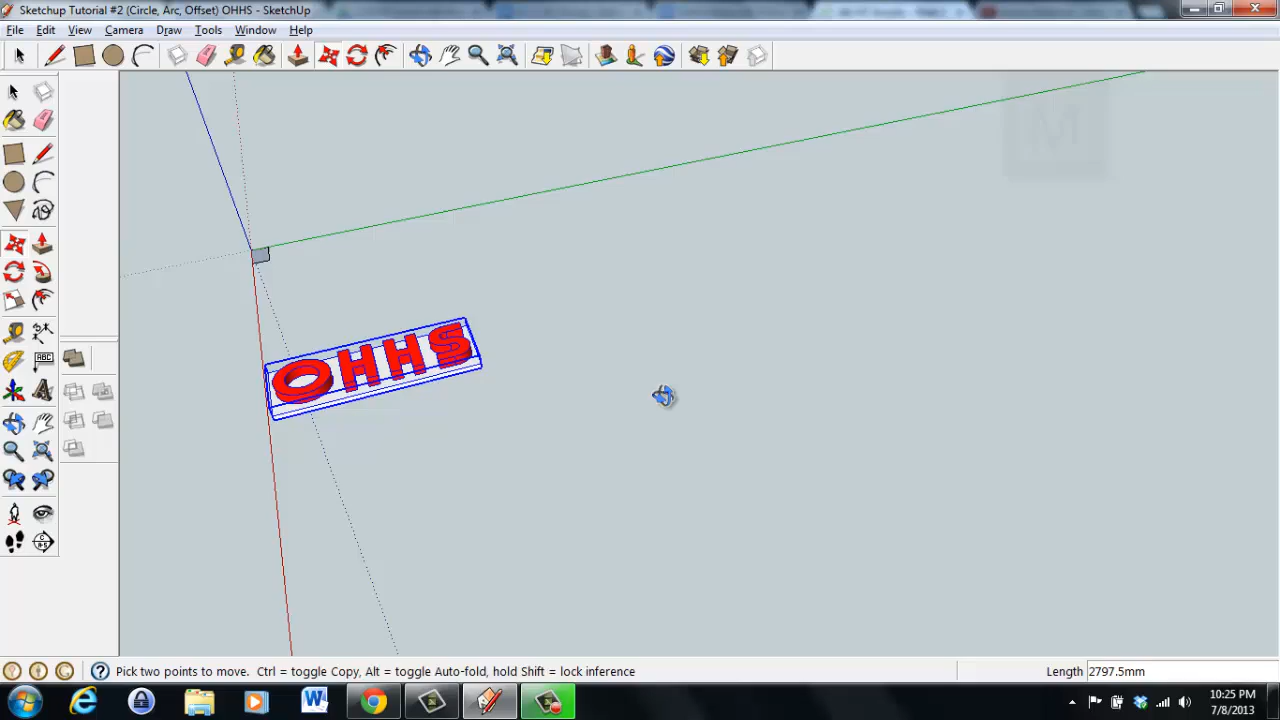 Sketchup Tutorial #2 (Circle, Arc, Offset) OHHS - SketchUp
File Edit View Camera Draw Tools Window Help
M
ABC
A
OHHS
Pick two points to move. Ctrl = toggle Copy, Alt = toggle Auto-fold, hold Shift = lock inference
Length 2797.5mm
10:25 PM
7/8/2013